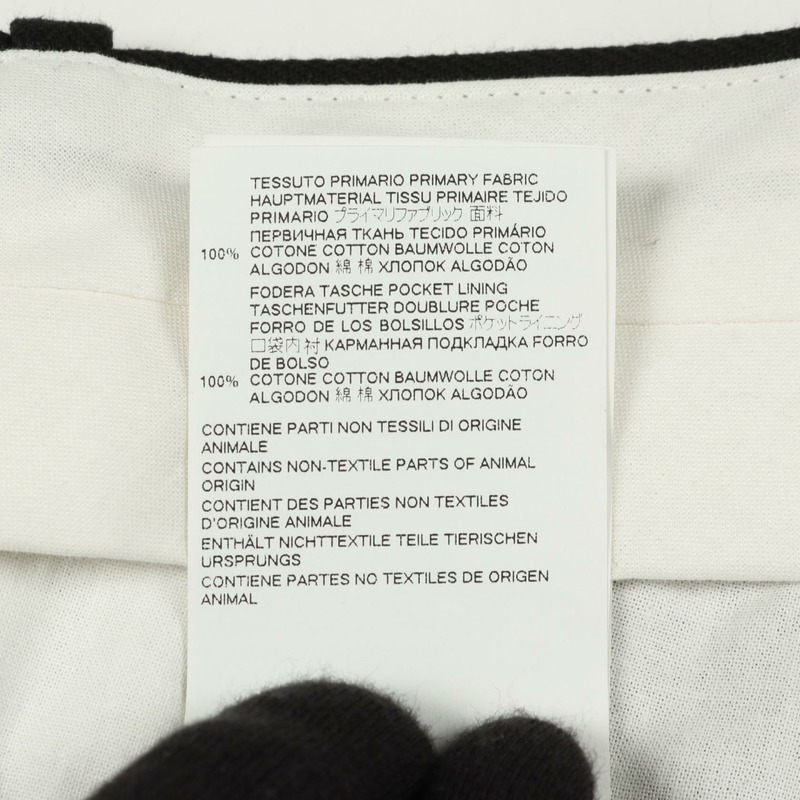 TESSUTO PRIMARIO PRIMARY FABRIC
HAUPTMATERIAL TISSU PRIMAIRE TEJIDO
PRIMARIO プライマリファブリック 面料
ПЕРВИЧНАЯ ТКАНЬ TECIDO PRIMÁRIO
100% COTONE COTTON BAUMWOLLE COTON
ALGODON 綿 棉 ХЛОПОК ALGODÃO
FODERA TASCHE POCKET LINING
TASCHENFUTTER DOUBLURE POCHE
FORRO DE LOS BOLSILLOS ポケットライニング
口袋内衬 КАРМАННАЯ ПОДКЛАДКА FORRO
DE BOLSO
100% COTONE COTTON BAUMWOLLE COTON
ALGODON 綿 棉 ХЛОПОК ALGODÃO
CONTIENE PARTI NON TESSILI DI ORIGINE
ANIMALE
CONTAINS NON-TEXTILE PARTS OF ANIMAL
ORIGIN
CONTIENT DES PARTIES NON TEXTILES
D'ORIGINE ANIMALE
ENTHÄLT NICHTTEXTILE TEILE TIERISCHEN
URSPRUNGS
CONTIENE PARTES NO TEXTILES DE ORIGEN
ANIMAL